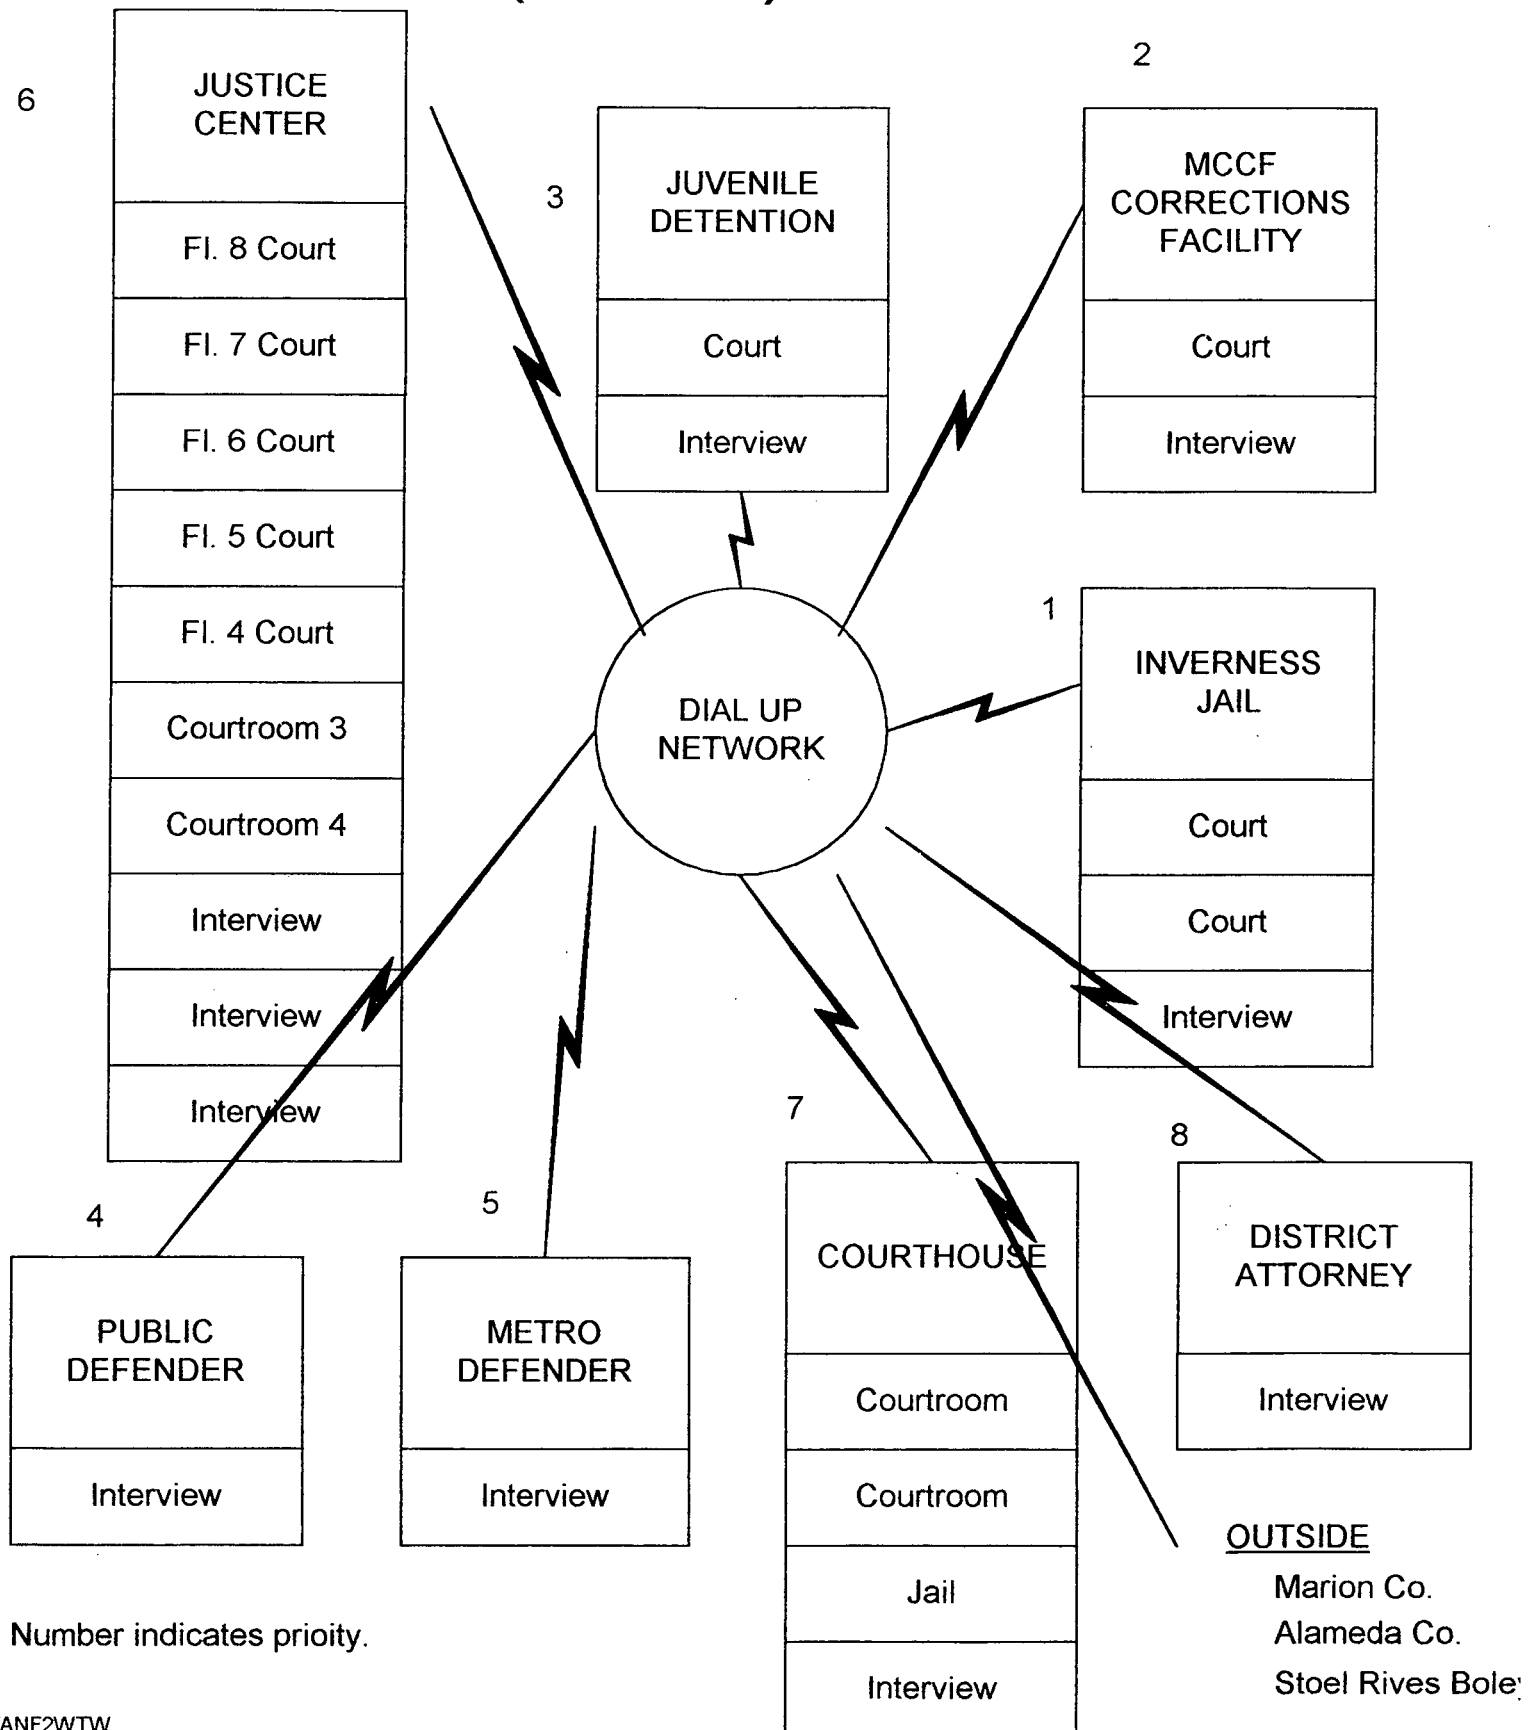 6
JUSTICE
CENTER
Fl. 8 Court
Fl. 7 Court
Fl. 6 Court
Fl. 5 Court
Fl. 4 Court
Courtroom 3
Courtroom 4
Interview
Interview
Interview
3
JUVENILE
DETENTION
Court
Interview
2
MCCF
CORRECTIONS
FACILITY
Court
Interview
DIAL UP
NETWORK
1
INVERNESS
JAIL
Court
Court
Interview
4
PUBLIC
DEFENDER
Interview
5
METRO
DEFENDER
Interview
7
COURTHOUSE
Courtroom
Courtroom
Jail
Interview
8
DISTRICT
ATTORNEY
Interview
OUTSIDE
Marion Co.
Alameda Co.
Stoel Rives Boley
Number indicates prioity.